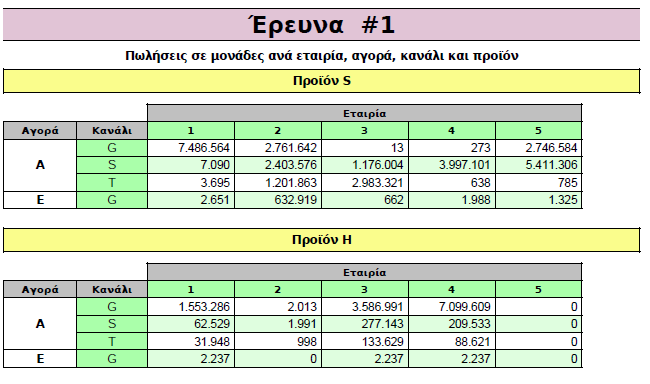 Έρευνα #1
Πωλήσεις σε μονάδες ανά εταιρία, αγορά, κανάλι και προϊόν
Προϊόν S
Εταιρία
Αγορά Κανάλι 1 2 3 4 5
G 7.486.564 2.761.642 13 273 2.746.584
A S 7.090 2.403.576 1.176.004 3.997.101 5.411.306
T 3.695 1.201.863 2.983.321 638 785
E G 2.651 632.919 662 1.988 1.325
Προϊόν H
Εταιρία
Αγορά Κανάλι 1 2 3 4 5
G 1.553.286 2.013 3.586.991 7.099.609 0
A S 62.529 1.991 277.143 209.533 0
T 31.948 998 133.629 88.621 0
E G 2.237 0 2.237 2.237 0